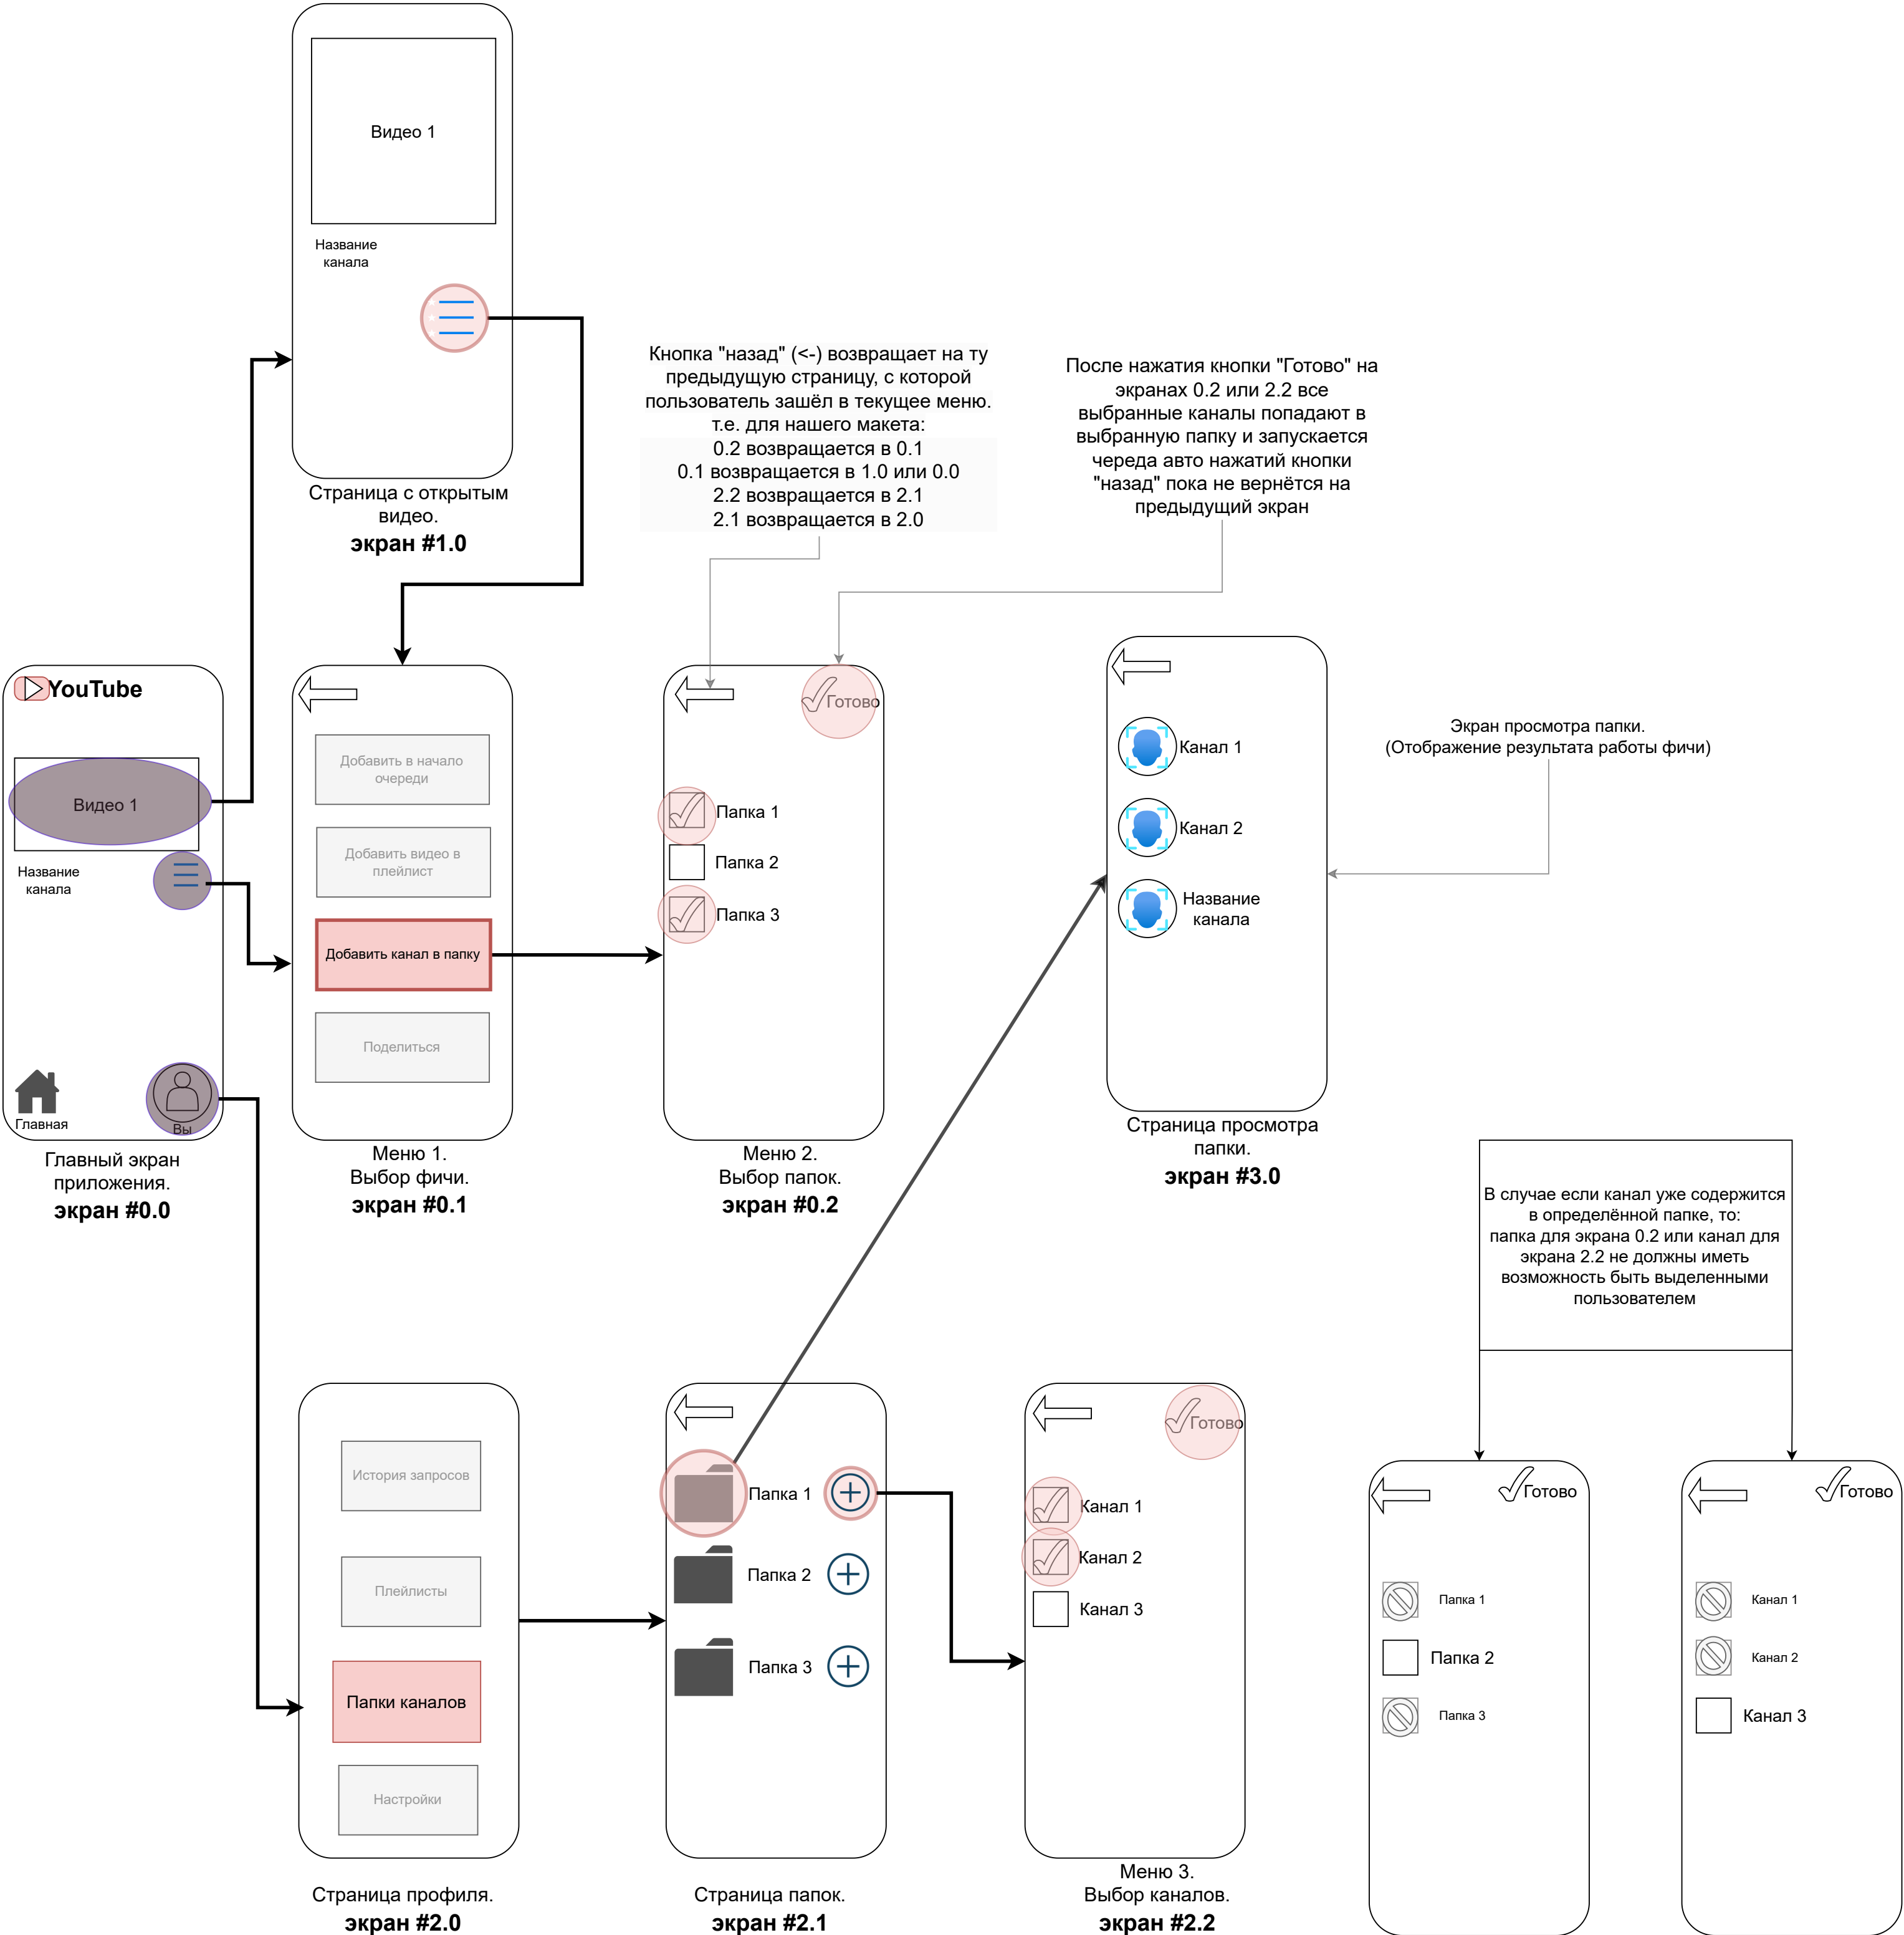 Видео 1
Название
канала
Страница с открытым
видео.
экран #1.0
Кнопка "назад" (<-) возвращает на ту
предыдущую страницу, с которой
пользователь зашёл в текущее меню.
т.е. для нашего макета:
0.2 возвращается в 0.1
0.1 возвращается в 1.0 или 0.0
2.2 возвращается в 2.1
2.1 возвращается в 2.0
После нажатия кнопки "Готово" на
экранах 0.2 или 2.2 все
выбранные каналы попадают в
выбранную папку и запускается
череда авто нажатий кнопки
"назад" пока не вернётся на
предыдущий экран
YouTube
Видео 1
Название
канала
Главная
Вы
Главный экран
приложения.
экран #0.0
Добавить в начало
очереди
Добавить видео в
плейлист
Добавить канал в папку
Поделиться
Меню 1.
Выбор фичи.
экран #0.1
Готово
Папка 1
Папка 2
Папка 3
Меню 2.
Выбор папок.
экран #0.2
Канал 1
Канал 2
Название
канала
Страница просмотра
папки.
экран #3.0
Экран просмотра папки.
(Отображение результата работы фичи)
В случае если канал уже содержится
в определённой папке, то:
папка для экрана 0.2 или канал для
экрана 2.2 не должны иметь
возможность быть выделенными
пользователем
История запросов
Плейлисты
Папки каналов
Настройки
Страница профиля.
экран #2.0
Папка 1
Папка 2
Папка 3
Страница папок.
экран #2.1
Готово
Канал 1
Канал 2
Канал 3
Меню 3.
Выбор каналов.
экран #2.2
Готово
Папка 1
Папка 2
Папка 3
Готово
Канал 1
Канал 2
Канал 3